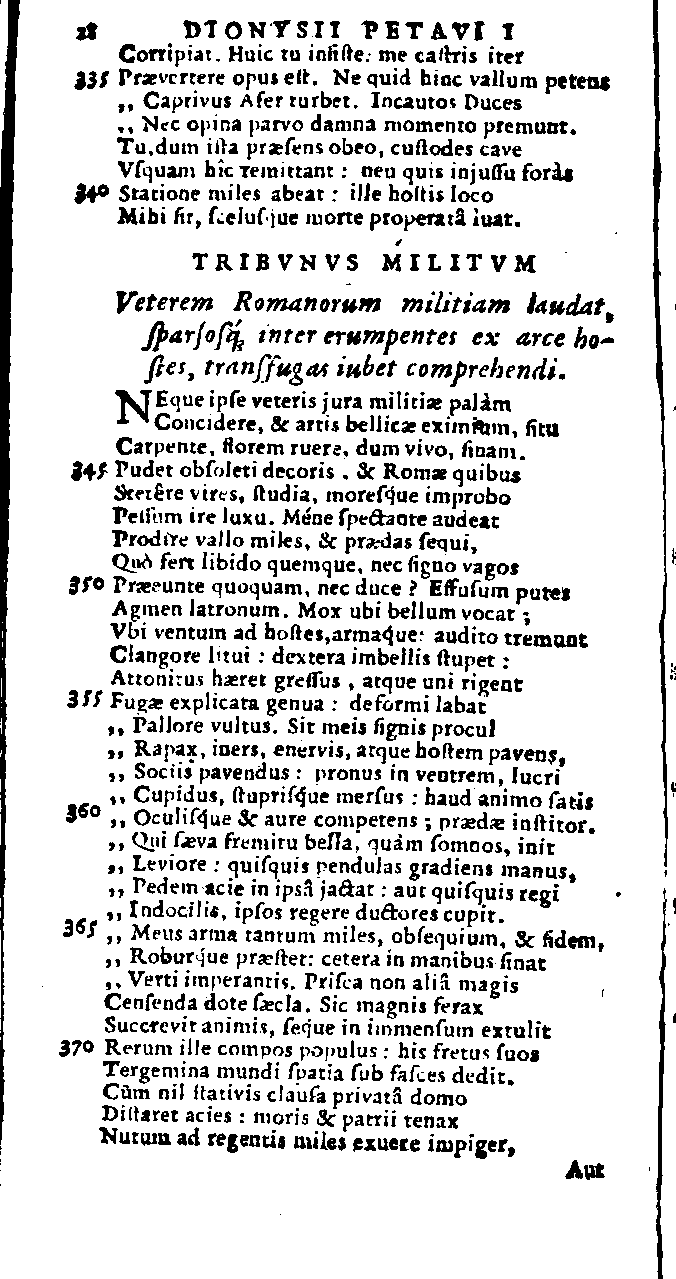 28 DIONYSII PETAVII
Corripiat. Huic tu insiste: me castris iter
335 Prævertere opus est. Ne quid hinc vallum petens
,, Captivus Afer turbet. Incautos Duces
,, Nec opina parvo damna momento premunt.
Tu, dum ista præsens obeo, custodes cave
Vsquam hîc remittant : neu quis injussu foràs
340 Statione miles abeat : ille hostis loco
Mihi sit, scelusque morte properatâ luat.
TRIBVNVS MILITVM
Veterem Romanorum militiam laudat,
sparsosq́; inter erumpentes ex arce ho-
stes, transfugas iubet comprehendi.
NEque ipse veteris jura militiæ palàm
Concidere, & artis bellicæ eximium, situ
Carpente, florem ruere, dum vivo, sinam.
345 Pudet obsoleti decoris, & Romæ quibus
Stetêre vires, studia, moresque improbo
Pessum ire luxu. Méne spectante audeat
Prodire vallo miles, & prædas sequi,
Quò fert libido quemque, nec signo vagos
350 Præeunte quoquam, nec duce ? Effusum putes
Agmen latronum. Mox ubi bellum vocat ;
Vbi ventum ad hostes, armaque: audito tremunt
Clangore litui : dextera imbellis stupet :
Attonitus hæret gressus, atque uni rigent
355 Fugæ explicata genua : deformi labat
,, Pallore vultus. Sit meis signis procul
,, Rapax, iners, enervis, atque hostem pavens,
,, Sociis pavendus : pronus in ventrem, lucri
,, Cupidus, stuprisque mersus : haud animo satis
360 ,, Oculisque & aure competens ; prædæ institor.
,, Qui sæva fremitu bella, quàm somnos, init
,, Leviore : quisquis pendulas gradiens manus,
,, Pedem acie in ipsâ jactat : aut quisquis regi
,, Indocilis, ipsos regere ductores cupit.
365 ,, Meus arma tantum miles, obsequium, & fidem,
,, Roburque præstet: cetera in manibus sinat
,, Verti imperantis. Prisca non aliâ magis
Censenda dote sæcla. Sic magnis ferax
Succrevit animis, seque in immensum extulit
370 Rerum ille compos populus : his fretus suos
Tergemina mundi spatia sub fasces dedit.
Cùm nil stativis clausa privatâ domo
Distaret acies : moris & patrii tenax
Nutum ad regentis miles exuere impiger,
Aut